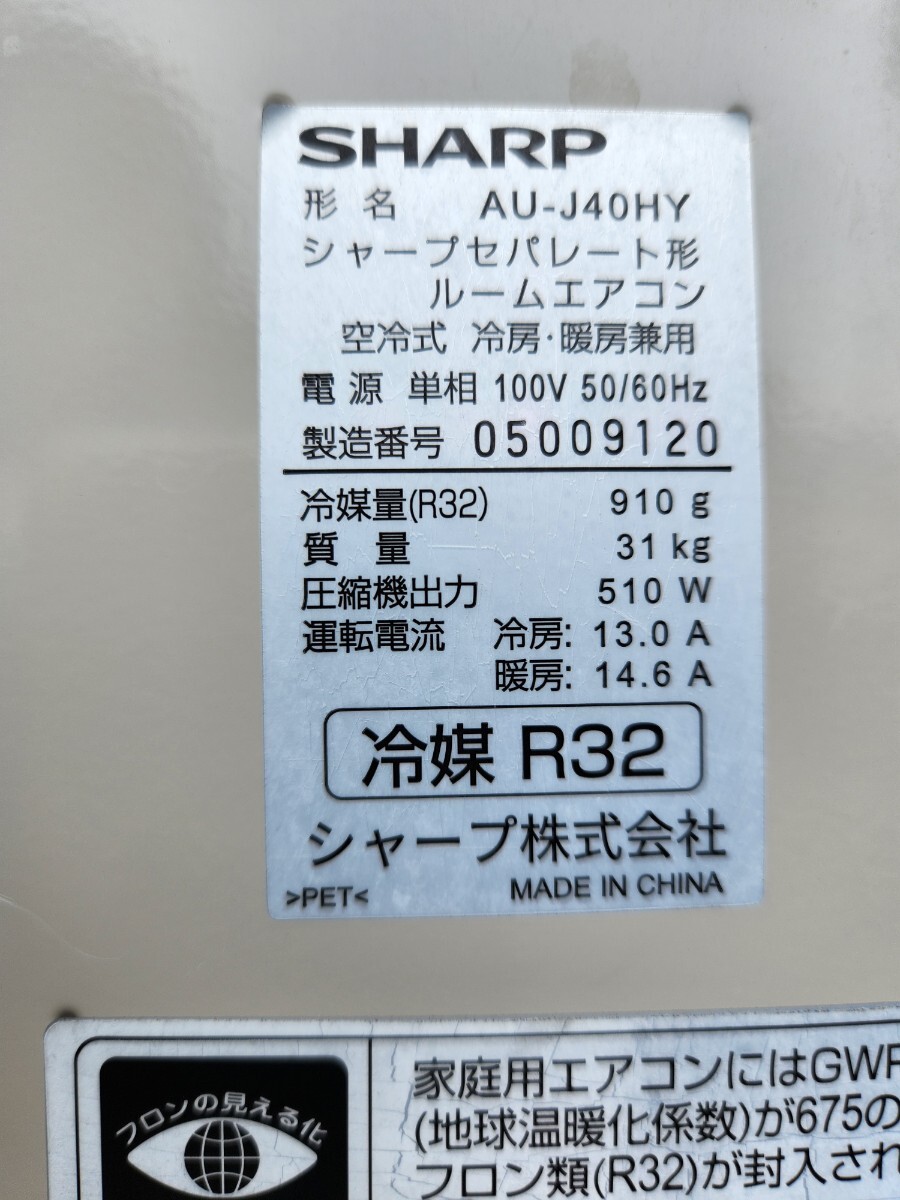 SHARP
形名 AU-J40HY
シャープセパレート形
ルームエアコン
空冷式 冷房·暖房兼用
電源 単相 100V 50/60Hz
製造番号 05009120
冷媒量(R32) 910 g
質量 31 kg
圧縮機出力 510 W
運転電流 冷房: 13.0 A
暖房: 14.6 A
冷媒 R32
シャープ株式会社
>PET< MADE IN CHINA
フロンの見える化
家庭用エアコンにはGWP
(地球温暖化係数)が675の
フロン類(R32)が封入され